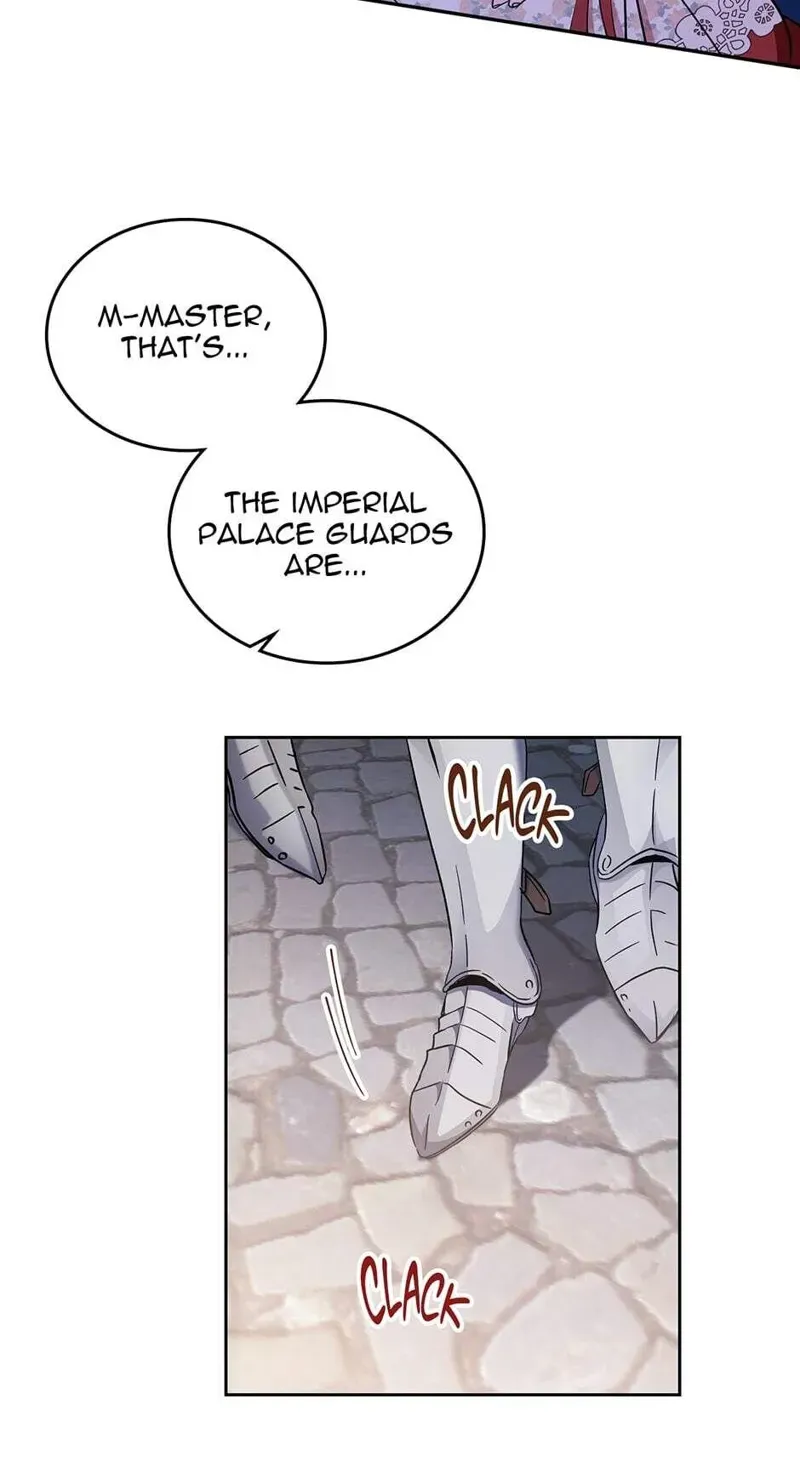 M-MASTER,
THAT'S...
THE IMPERIAL
PALACE GUARDS
ARE...
CLACK
CLACK